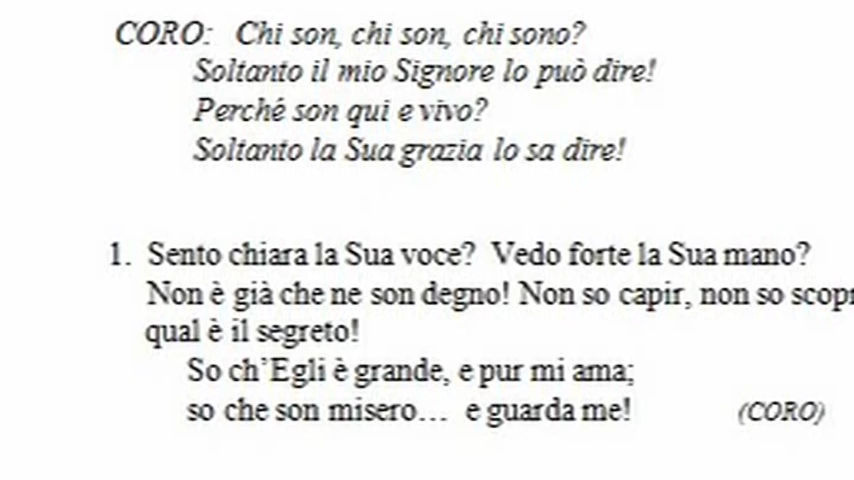 CORO: Chi son, chi son, chi sono?
Soltanto il mio Signore lo può dire!
Perché son qui e vivo?
Soltanto la Sua grazia lo sa dire!
1. Sento chiara la Sua voce? Vedo forte la Sua mano?
Non è già che ne son degno! Non so capir, non so
qual è il segreto!
So ch'Egli è grande, e pur mi ama;
so che son misero… e guarda me! (CORO)